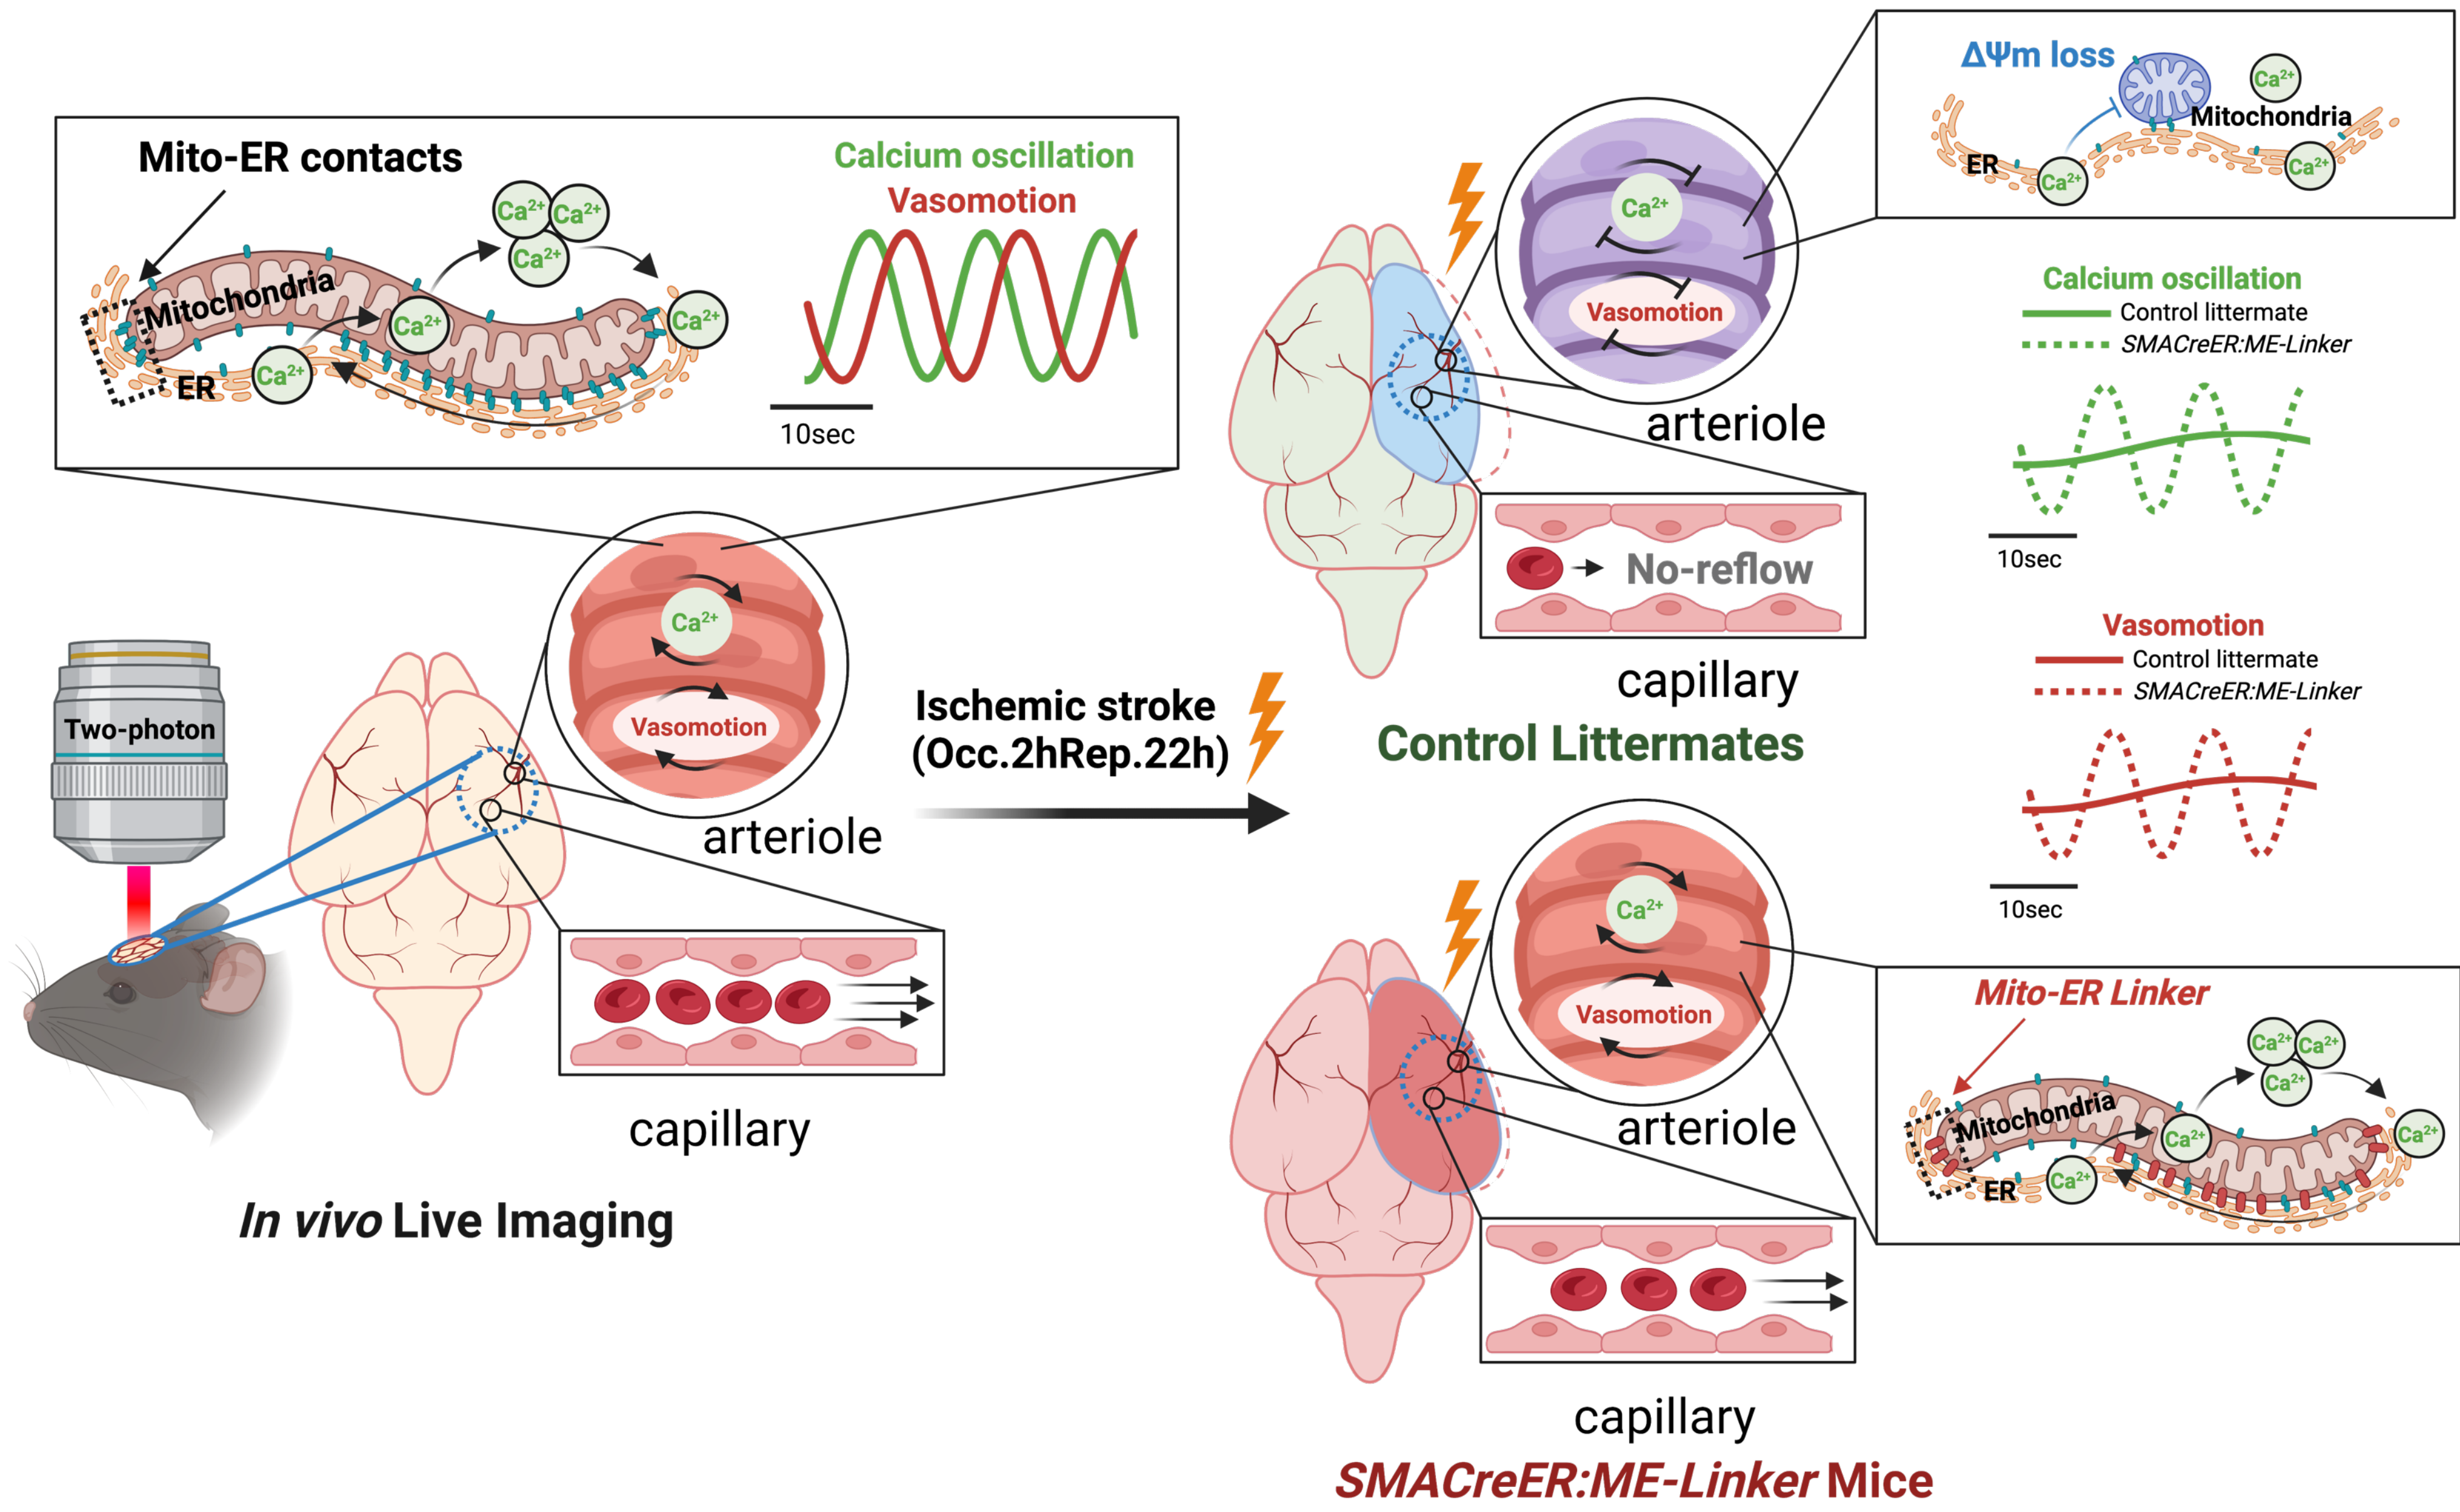 Mito-ER contacts
Mitochondria
ER
Ca²⁺
Ca²⁺
Ca²⁺
Ca²⁺
Ca²⁺
Ca²⁺
Calcium oscillation
Vasomotion
10sec
Two-photon
Ca²⁺
Vasomotion
arteriole
capillary
In vivo Live Imaging
Ischemic stroke
(Occ.2hRep.22h)
Ca²⁺
Vasomotion
arteriole
No-reflow
capillary
Control Littermates
ΔΨm loss
Ca²⁺
Mitochondria
ER
Ca²⁺
Ca²⁺
Calcium oscillation
Control littermate
SMACreER:ME-Linker
10sec
Vasomotion
Control littermate
SMACreER:ME-Linker
10sec
Ca²⁺
Vasomotion
arteriole
capillary
SMACreER:ME-Linker Mice
Mito-ER Linker
Mitochondria
ER
Ca²⁺
Ca²⁺
Ca²⁺
Ca²⁺
Ca²⁺
Ca²⁺